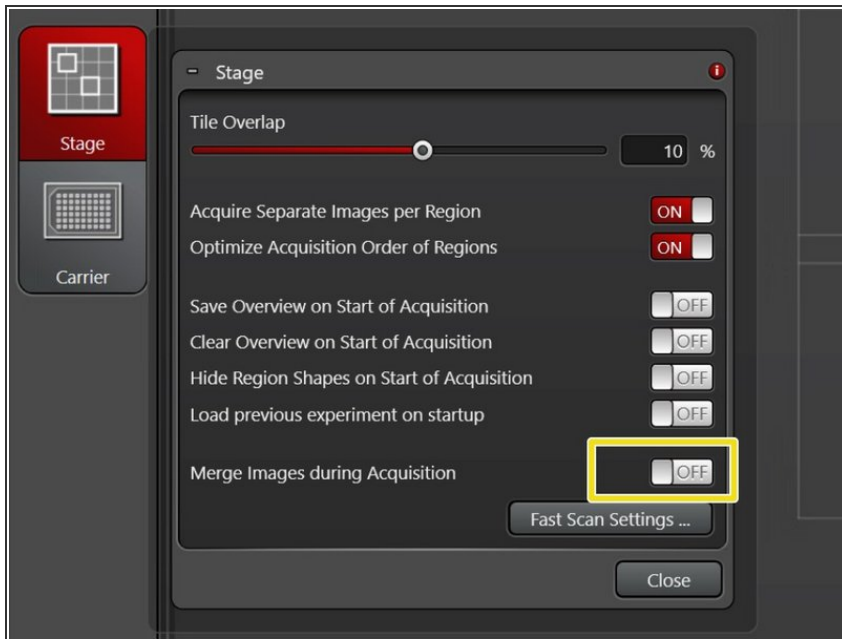 Stage
Carrier
- Stage
i
Tile Overlap
10 %
Acquire Separate Images per Region ON
Optimize Acquisition Order of Regions ON
Save Overview on Start of Acquisition OFF
Clear Overview on Start of Acquisition OFF
Hide Region Shapes on Start of Acquisition OFF
Load previous experiment on startup OFF
Merge Images during Acquisition OFF
Fast Scan Settings ...
Close